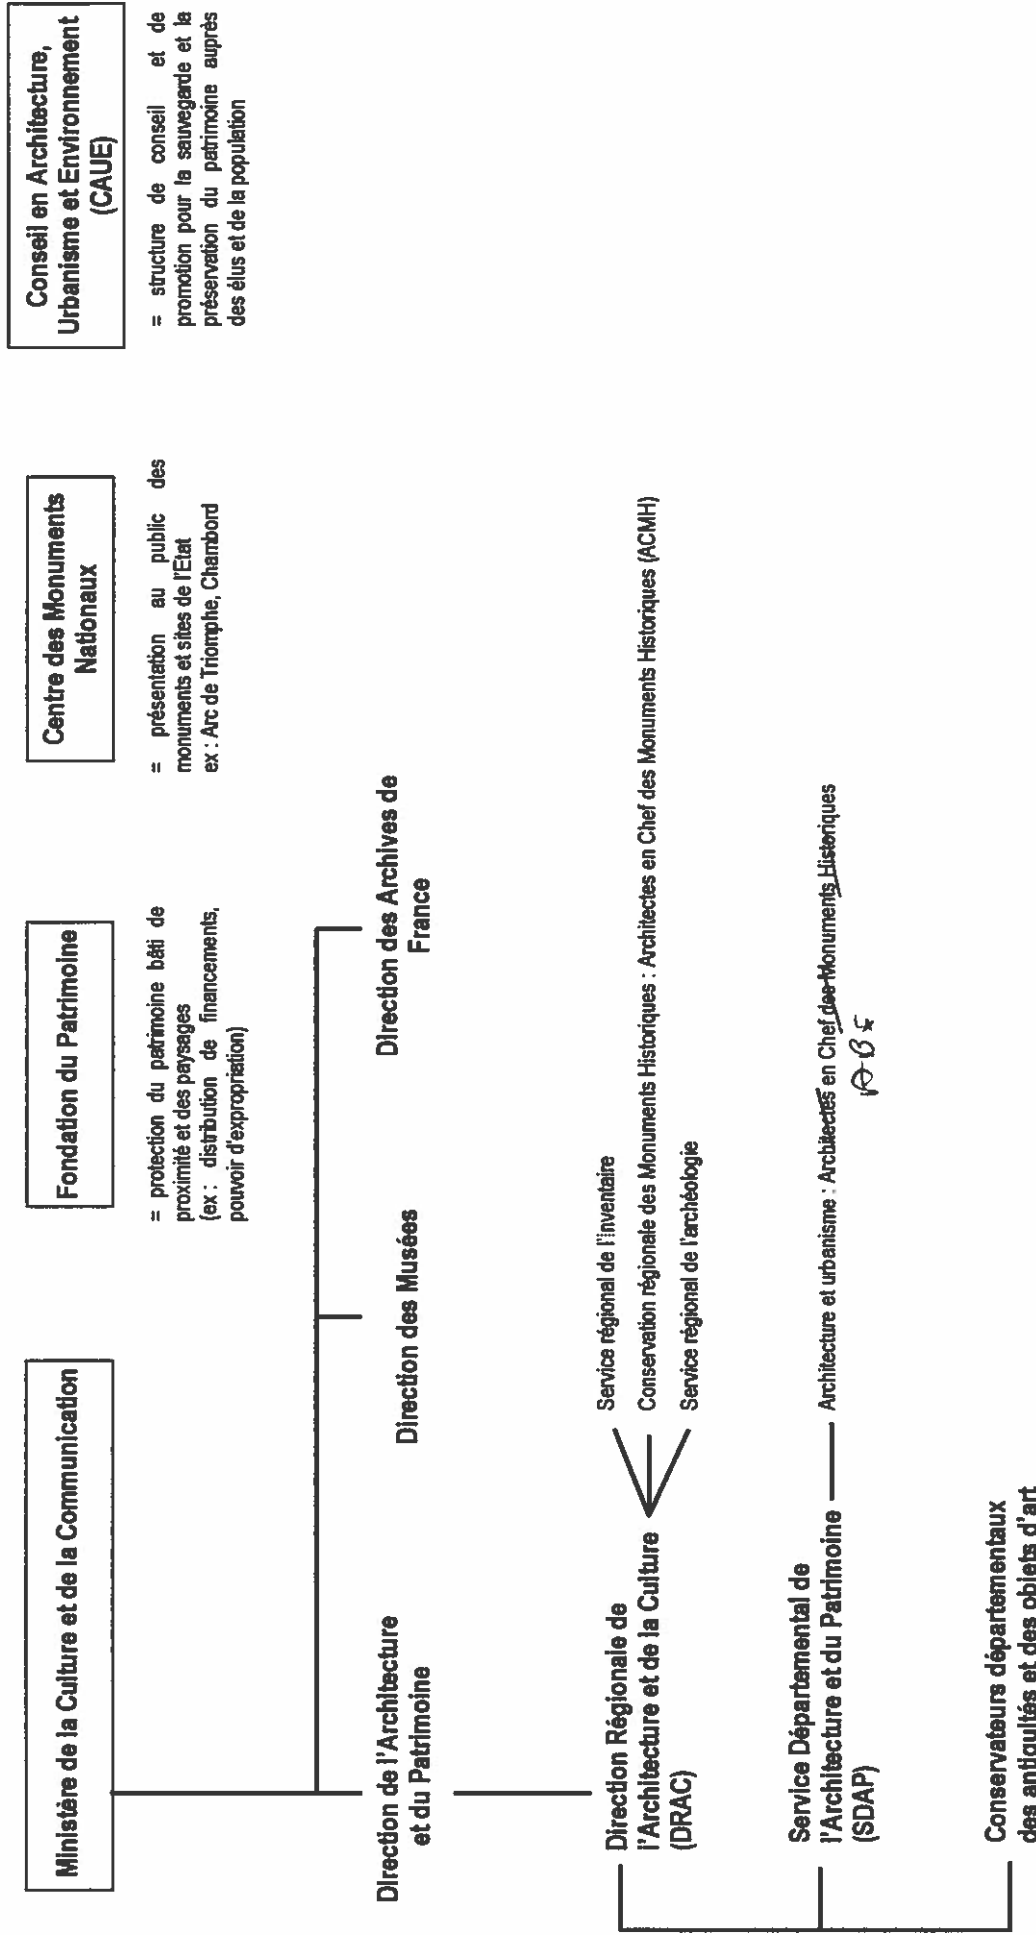 Ministère de la Culture et de la Communication
Fondation du Patrimoine
= protection du patrimoine bâti de
proximité et des paysages
(ex : distribution de financements,
pouvoir d'expropriation)
Centre des Monuments
Nationaux
= présentation au public des
monuments et sites de l'Etat
ex : Arc de Triomphe, Chambord
Conseil en Architecture,
Urbanisme et Environnement
(CAUE)
= structure de conseil et de
promotion pour la sauvegarde et la
préservation du patrimoine auprès
des élus et de la population
Direction de l'Architecture
et du Patrimoine
Direction des Musées
Direction des Archives de
France
Direction Régionale de
l'Architecture et de la Culture
(DRAC)
Service régional de l'inventaire
Conservation régionale des Monuments Historiques : Architectes en Chef des Monuments Historiques (ACMH)
Service régional de l'archéologie
Service Départemental de
l'Architecture et du Patrimoine
(SDAP)
Architecture et urbanisme : Architectes en Chef des Monuments Historiques
ABF
Conservateurs départementaux
des antiquités et des objets d'art